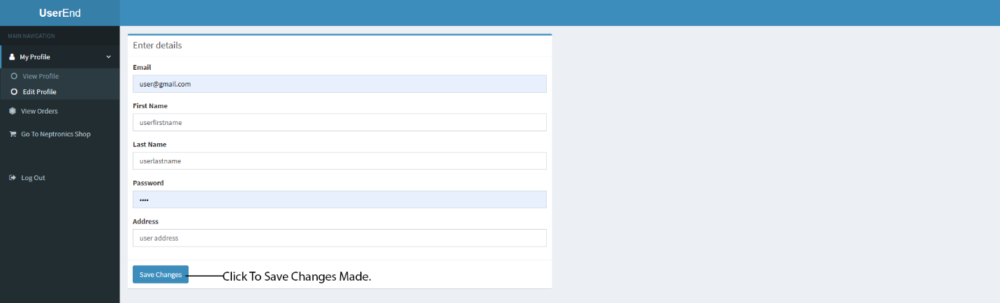 UserEnd
MAIN NAVIGATION
My Profile
View Profile
Edit Profile
View Orders
Go To Neptronics Shop
Log Out
Enter details
Email
user@gmail.com
First Name
userfirstname
Last Name
userlastname
Password
••••
Address
user address
Save Changes
Click To Save Changes Made.